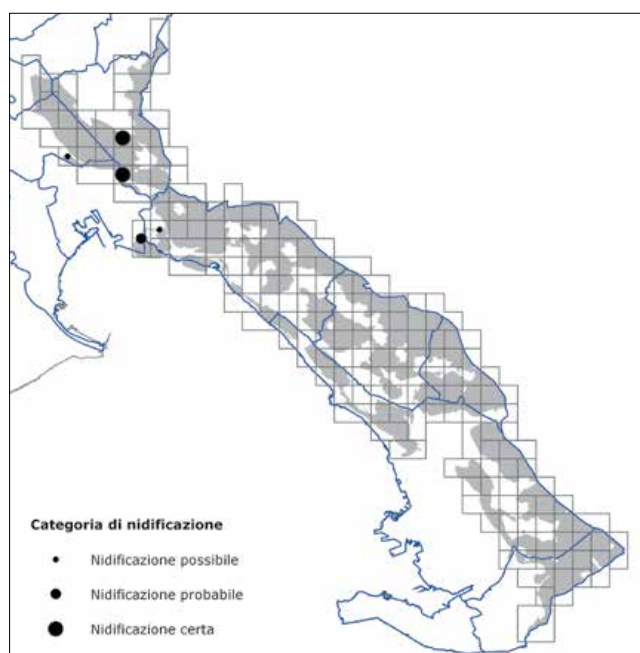 Categoria di nidificazione
Nidificazione possibile
Nidificazione probabile
Nidificazione certa